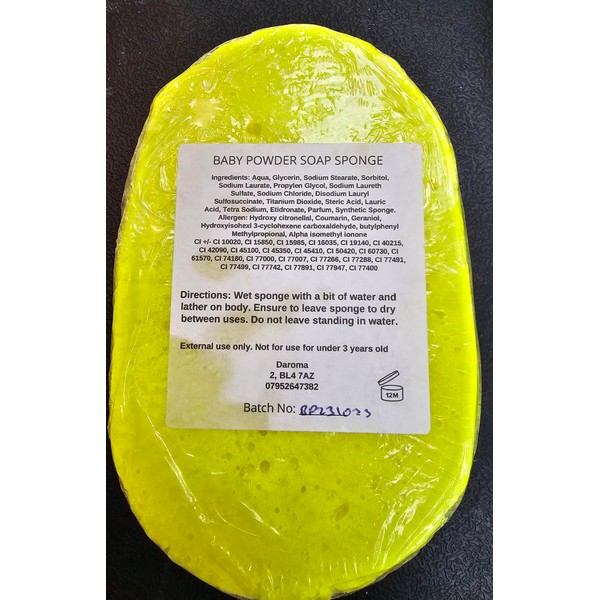 BABY POWDER SOAP SPONGE
Ingredients: Aqua, Glycerin, Sodium Stearate, Sorbitol,
Sodium Laurate, Propylen Glycol, Sodium Laureth
Sulfate, Sodium Chloride, Disodium Lauryl
Sulfosuccinate, Titanium Dioxide, Steric Acid, Lauric
Acid, Tetra Sodium, Etidronate, Parfum, Synthetic Sponge.
Allergen: Hydroxy citronellal, Coumarin, Geraniol,
Hydroxyisohexl 3-cyclohexene carboxaldehyde, butylphenyl
Methylpropional, Alpha isomethyl ionone
CI +/- CI 10020, CI 15850, CI 15985, CI 16035, CI 19140, CI 40215,
CI 42090, CI 45100, CI 45350, CI 45410, CI 50420, CI 60730, CI
61570, CI 74180, CI 77000, CI 77007, CI 77266, CI 77288, CI 77491,
CI 77499, CI 77742, CI 77891, CI 77947, CI 77400
Directions: Wet sponge with a bit of water and
lather on body. Ensure to leave sponge to dry
between uses. Do not leave standing in water.
External use only. Not for use for under 3 years old
Daroma
2, BL4 7AZ
07952647382
12M
Batch No: BP231023